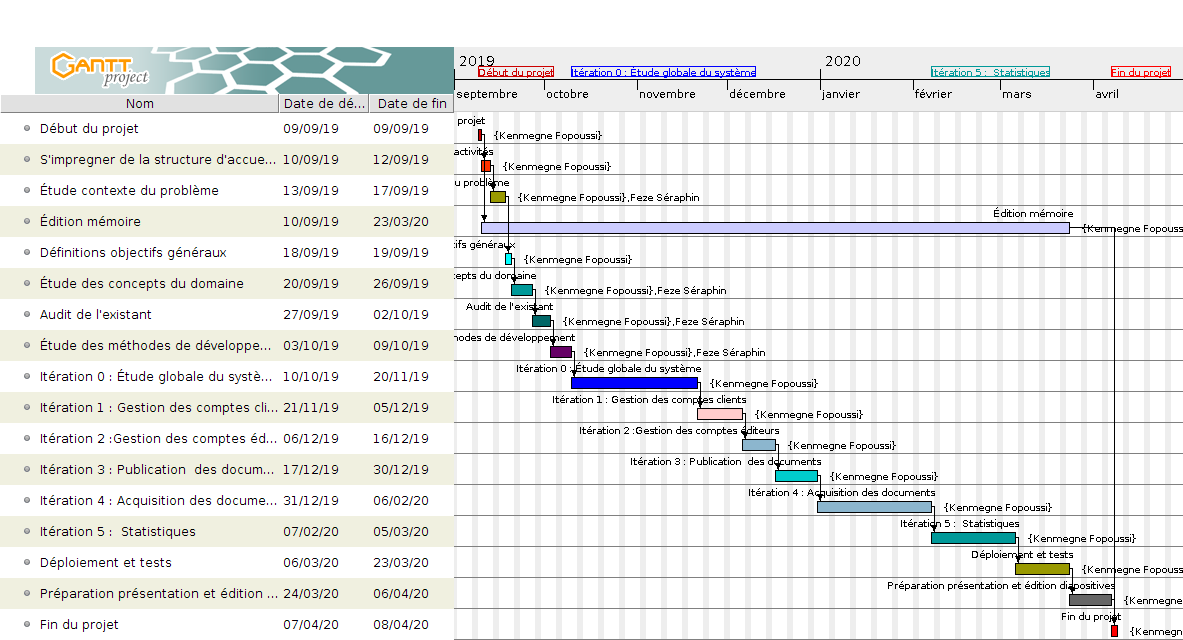 GANTT project
2019 2020
Début du projet Itération 0 : Étude globale du système Itération 5 : Statistiques Fin du projet
Nom Date de dé... Date de fin septembre octobre novembre décembre janvier février mars avril
projet
Début du projet 09/09/19 09/09/19 {Kenmegne Fopoussi}
activités
S'impregner de la structure d'accue... 10/09/19 12/09/19 {Kenmegne Fopoussi}
u problème
Étude contexte du problème 13/09/19 17/09/19 {Kenmegne Fopoussi},Feze Séraphin
Édition mémoire
Édition mémoire 10/09/19 23/03/20 {Kenmegne Fopouss
ifs généraux
Définitions objectifs généraux 18/09/19 19/09/19 {Kenmegne Fopoussi}
epts du domaine
Étude des concepts du domaine 20/09/19 26/09/19 {Kenmegne Fopoussi},Feze Séraphin
Audit de l'existant
Audit de l'existant 27/09/19 02/10/19 {Kenmegne Fopoussi},Feze Séraphin
hodes de développement
Étude des méthodes de développe... 03/10/19 09/10/19 {Kenmegne Fopoussi},Feze Séraphin
Itération 0 : Étude globale du système
Itération 0 : Étude globale du systè... 10/10/19 20/11/19 {Kenmegne Fopoussi}
Itération 1 : Gestion des comptes clients
Itération 1 : Gestion des comptes cli... 21/11/19 05/12/19 {Kenmegne Fopoussi}
Itération 2 :Gestion des comptes éditeurs
Itération 2 :Gestion des comptes éd... 06/12/19 16/12/19 {Kenmegne Fopoussi}
Itération 3 : Publication des documents
Itération 3 : Publication des docum... 17/12/19 30/12/19 {Kenmegne Fopoussi}
Itération 4 : Acquisition des documents
Itération 4 : Acquisition des docume... 31/12/19 06/02/20 {Kenmegne Fopoussi}
Itération 5 : Statistiques
Itération 5 : Statistiques 07/02/20 05/03/20 {Kenmegne Fopoussi}
Déploiement et tests
Déploiement et tests 06/03/20 23/03/20 {Kenmegne Fopouss
Préparation présentation et édition diapositives
Préparation présentation et édition ... 24/03/20 06/04/20 {Kenmegne
Fin du projet
Fin du projet 07/04/20 08/04/20 {Kenmegn